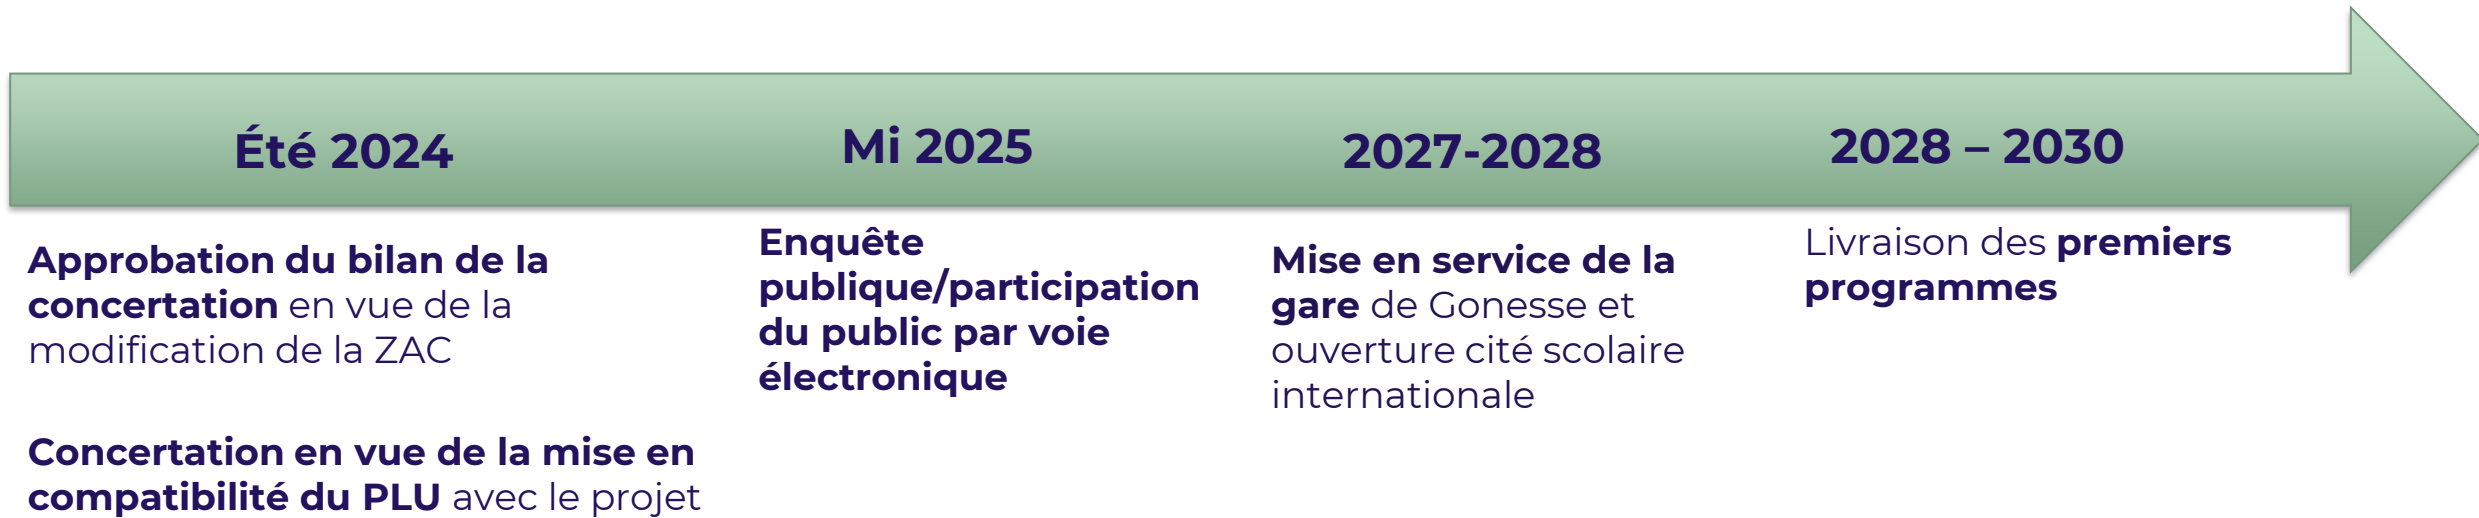 Été 2024
Mi 2025
2027-2028
2028 – 2030
Approbation du bilan de la
concertation en vue de la
modification de la ZAC
Concertation en vue de la mise en
compatibilité du PLU avec le projet
Enquête
publique/participation
du public par voie
électronique
Mise en service de la
gare de Gonesse et
ouverture cité scolaire
internationale
Livraison des premiers
programmes